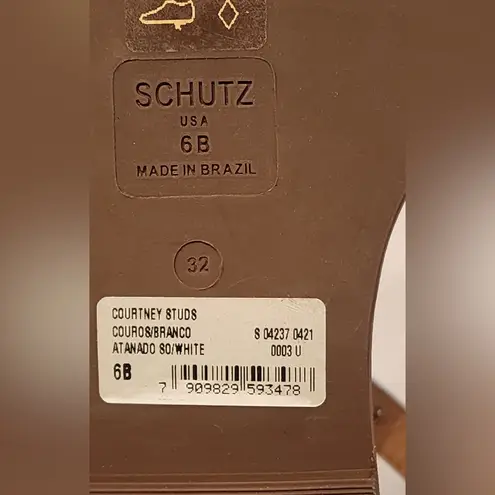 SCHUTZ
USA
6B
MADE IN BRAZIL
32
COURTNEY STUDS
COUROS/BRANCO S 04237 0421
ATANADO SO/WHITE 0003 U
6B
7 909829 593478